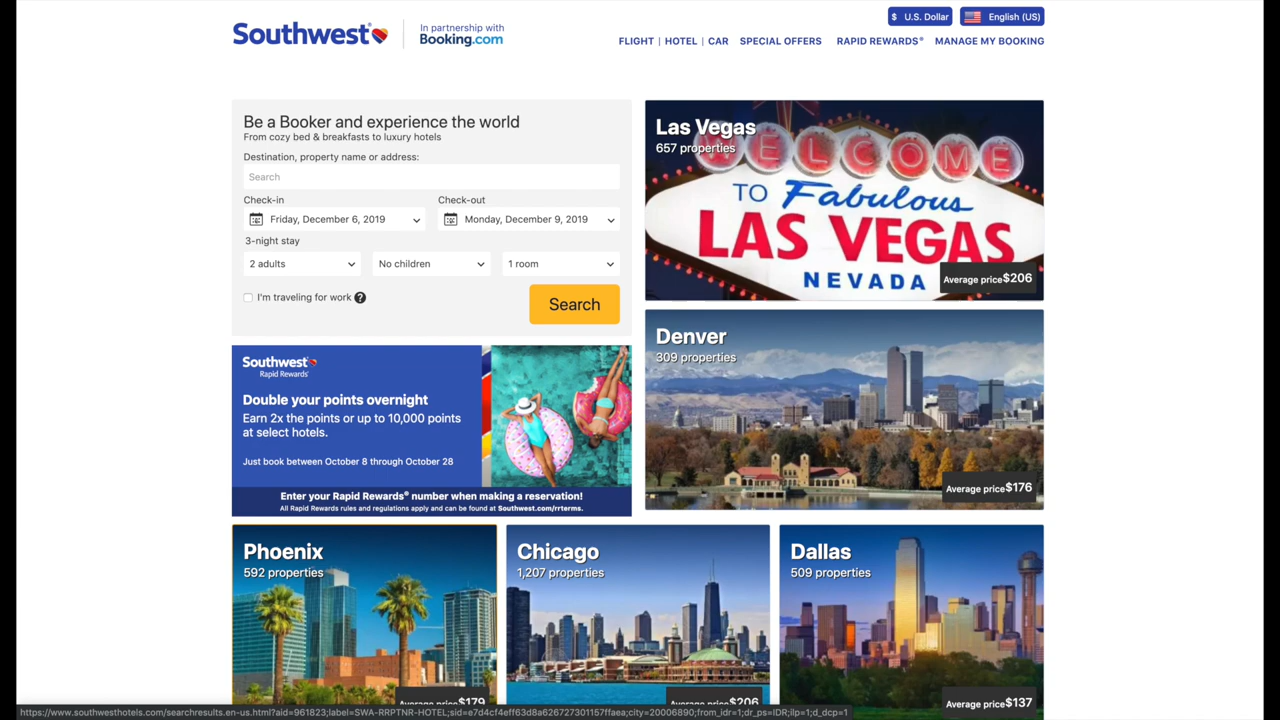 $ U.S. Dollar
English (US)
Southwest®
In partnership with
Booking.com
FLIGHT | HOTEL | CAR SPECIAL OFFERS RAPID REWARDS® MANAGE MY BOOKING
Be a Booker and experience the world
From cozy bed & breakfasts to luxury hotels
Destination, property name or address:
Search
Check-in
Check-out
Friday, December 6, 2019
Monday, December 9, 2019
3-night stay
2 adults
No children
1 room
I'm traveling for work ?
Search
Las Vegas
657 properties
WELCOME
TO Fabulous
LAS VEGAS
NEVADA
Average price$206
Denver
309 properties
Average price$176
Southwest®
Rapid Rewards®
Double your points overnight
Earn 2x the points or up to 10,000 points
at select hotels.
Just book between October 8 through October 28
Enter your Rapid Rewards® number when making a reservation!
All Rapid Rewards rules and regulations apply and can be found at Southwest.com/rrterms.
Phoenix
592 properties
Average price$179
Chicago
1,207 properties
Average price$206
Dallas
509 properties
Average price$137
https://www.southwesthotels.com/searchresults.en-us.html?aid=961823;label=SWA-RRPTNR-HOTEL;sid=e7d4cf4eff63d8a626727301157ffaea;city=20006890;from_idr=1;dr_ps=IDR;ilp=1;d_dcp=1